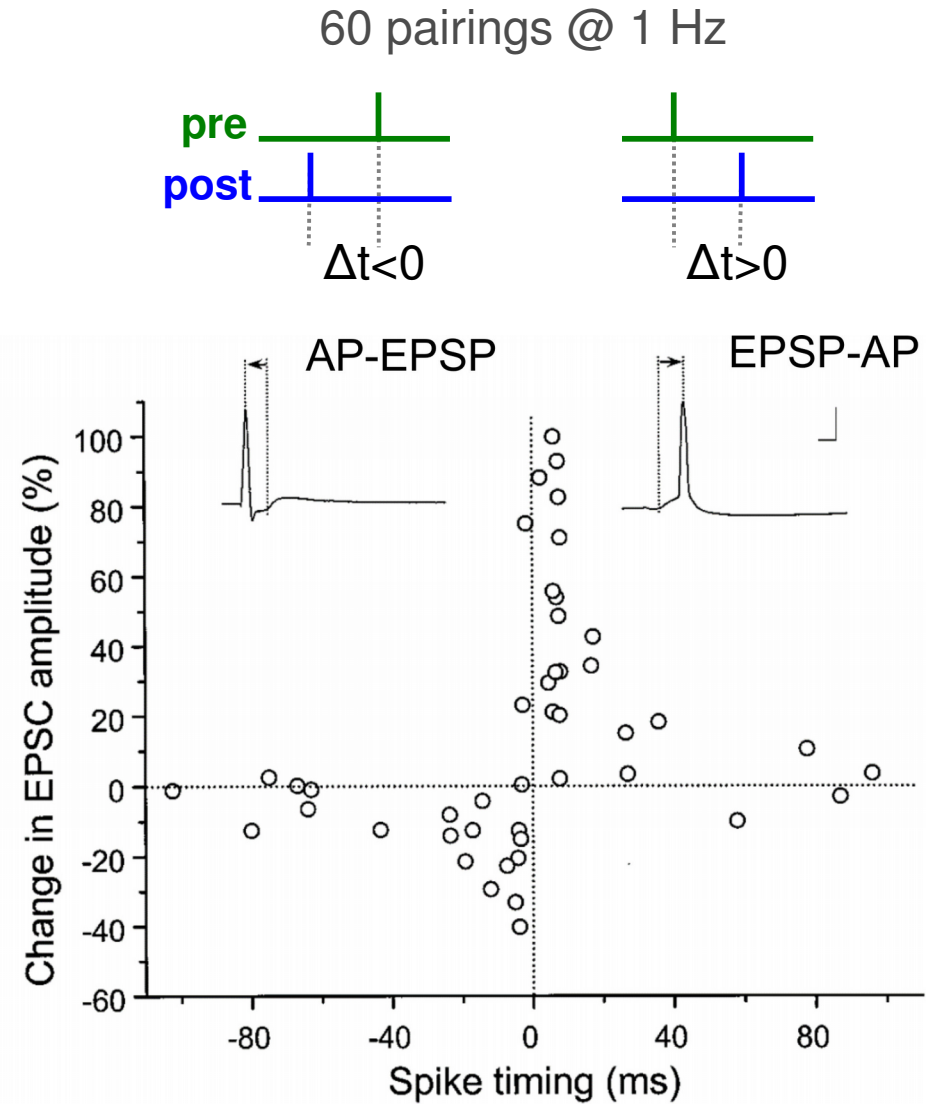 60 pairings @ 1 Hz
pre
post
Δt<0 Δt>0
AP-EPSP EPSP-AP
Change in EPSC amplitude (%)
100
80
60
40
20
0
-20
-40
-60
-80 -40 0 40 80
Spike timing (ms)